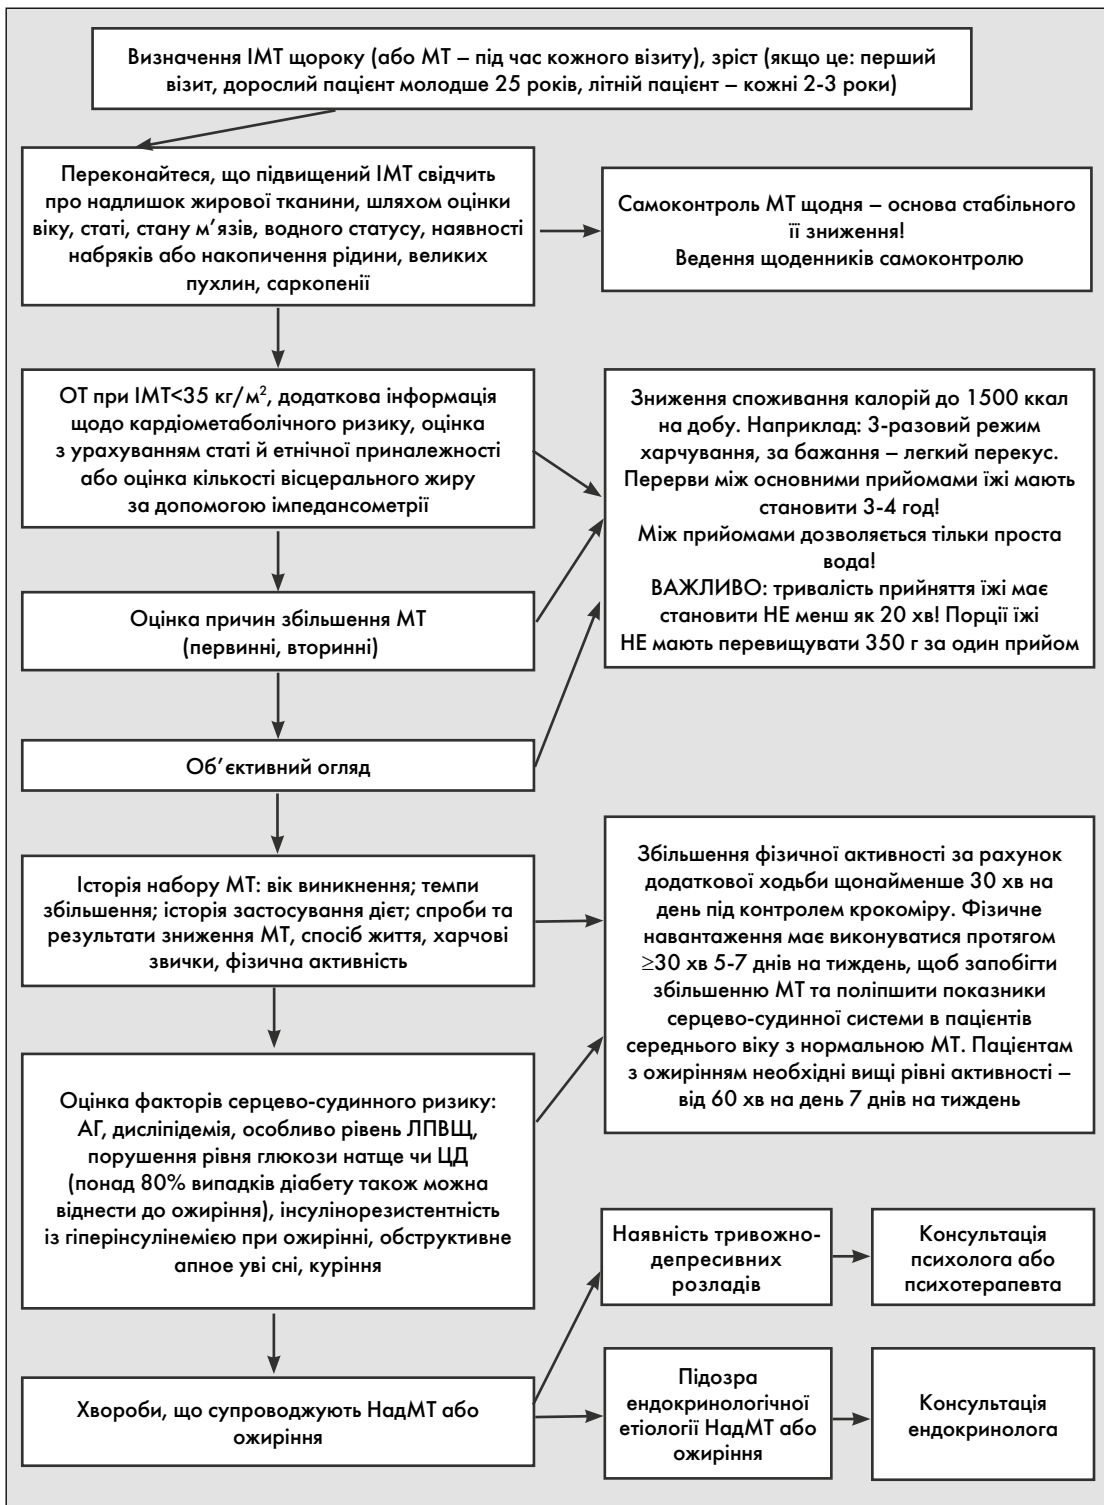 Визначення ІМТ щороку (або МТ – під час кожного візиту), зріст (якщо це: перший
візит, дорослий пацієнт молодше 25 років, літній пацієнт – кожні 2-3 роки)
Переконайтеся, що підвищений ІМТ свідчить
про надлишок жирової тканини, шляхом оцінки
віку, статі, стану м’язів, водного статусу, наявності
набряків або накопичення рідини, великих
пухлин, саркопенії
Самоконтроль МТ щодня – основа стабільного
її зниження!
Ведення щоденників самоконтролю
ОТ при ІМТ<35 кг/м², додаткова інформація
щодо кардіометаболічного ризику, оцінка
з урахуванням статі й етнічної приналежності
або оцінка кількості вісцерального жиру
за допомогою імпедансометрії
Зниження споживання калорій до 1500 ккал
на добу. Наприклад: 3-разовий режим
харчування, за бажання – легкий перекус.
Перерви між основними прийомами їжі мають
становити 3-4 год!
Між прийомами дозволяється тільки проста
вода!
ВАЖЛИВО: тривалість прийняття їжі має
становити НЕ менш як 20 хв! Порції їжі
НЕ мають перевищувати 350 г за один прийом
Оцінка причин збільшення МТ
(первинні, вторинні)
Об’єктивний огляд
Історія набору МТ: вік виникнення; темпи
збільшення; історія застосування дієт; спроби та
результати зниження МТ, спосіб життя, харчові
звички, фізична активність
Збільшення фізичної активності за рахунок
додаткової ходьби щонайменше 30 хв на
день під контролем крокоміру. Фізичне
навантаження має виконуватися протягом
≥30 хв 5-7 днів на тиждень, щоб запобігти
збільшенню МТ та поліпшити показники
серцево-судинної системи в пацієнтів
середнього віку з нормальною МТ. Пацієнтам
з ожирінням необхідні вищі рівні активності –
від 60 хв на день 7 днів на тиждень
Оцінка факторів серцево-судинного ризику:
АГ, дисліпідемія, особливо рівень ЛПВЩ,
порушення рівня глюкози натще чи ЦД
(понад 80% випадків діабету також можна
віднести до ожиріння), інсулінорезистентність
із гіперінсулінемією при ожирінні, обструктивне
апное уві сні, куріння
Наявність тривожно-
депресивних
розладів
Консультація
психолога або
психотерапевта
Хвороби, що супроводжують НадМТ або
ожиріння
Підозра
ендокринологічної
етіології НадМТ або
ожиріння
Консультація
ендокринолога